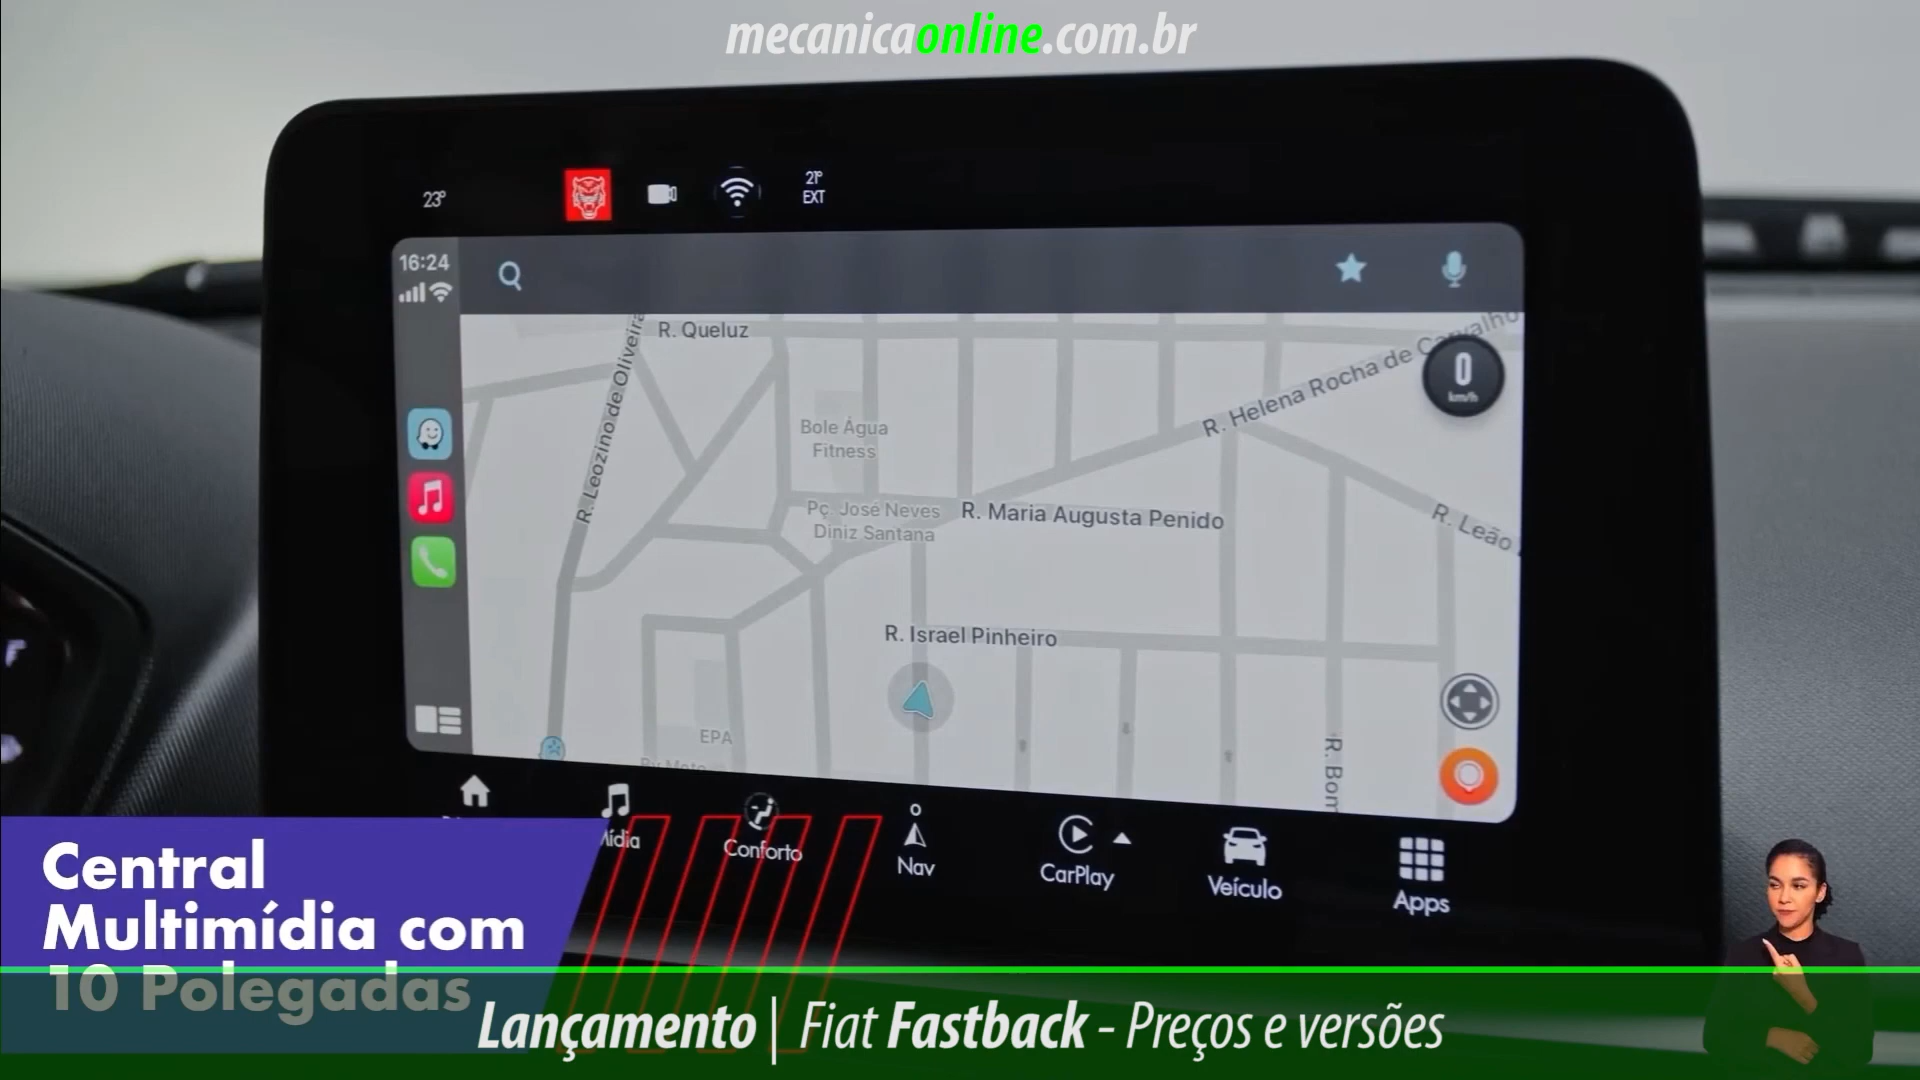 mecanicaonline.com.br
23°
21°
EXT
16:24
R. Queluz
R. Leozino de Oliveira
R. Helena Rocha de Carvalho
0
km/h
Bole Água
Fitness
Pç. José Neves
Diniz Santana
R. Maria Augusta Penido
R. Leão
R. Israel Pinheiro
EPA
R. Bom
Mídia
Conforto
O
Nav
CarPlay
Veículo
Apps
F
Central
Multimídia com
10 Polegadas
Lançamento | Fiat Fastback - Preços e versões